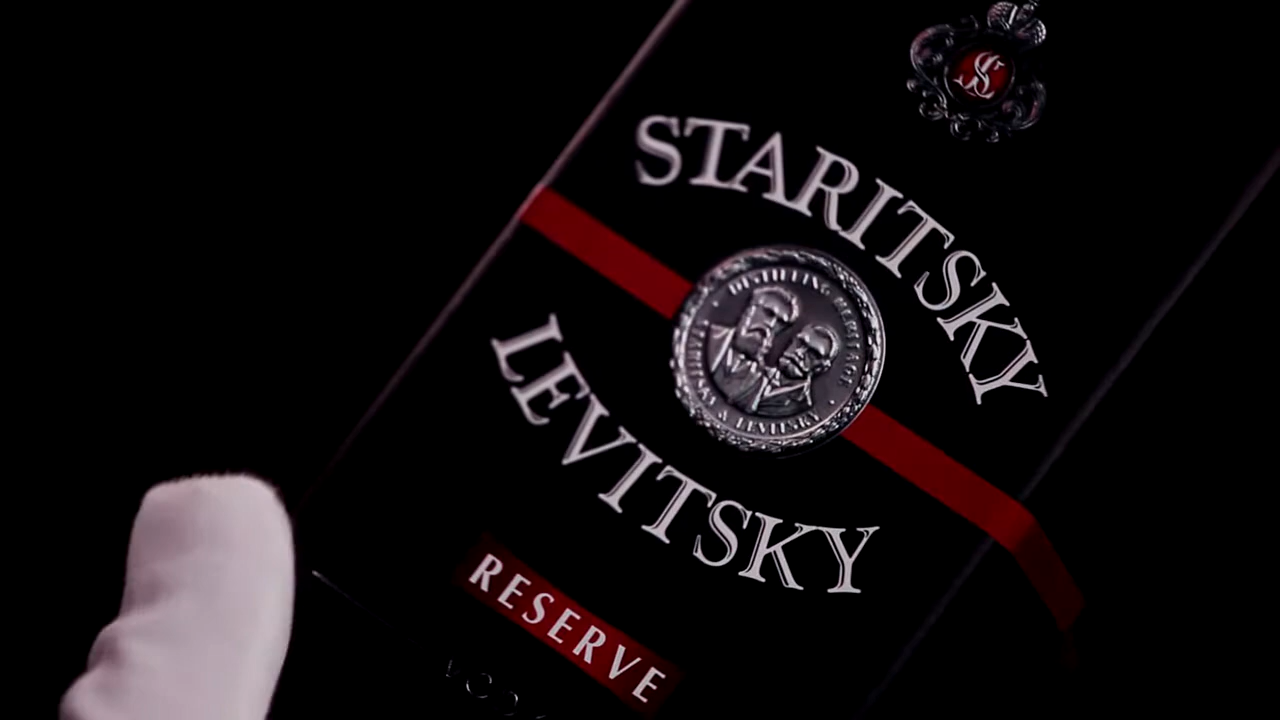 STARITSKY
DISTILLING HERITAGE
STARITSKY & LEVITSKY
LEVITSKY
RESERVE